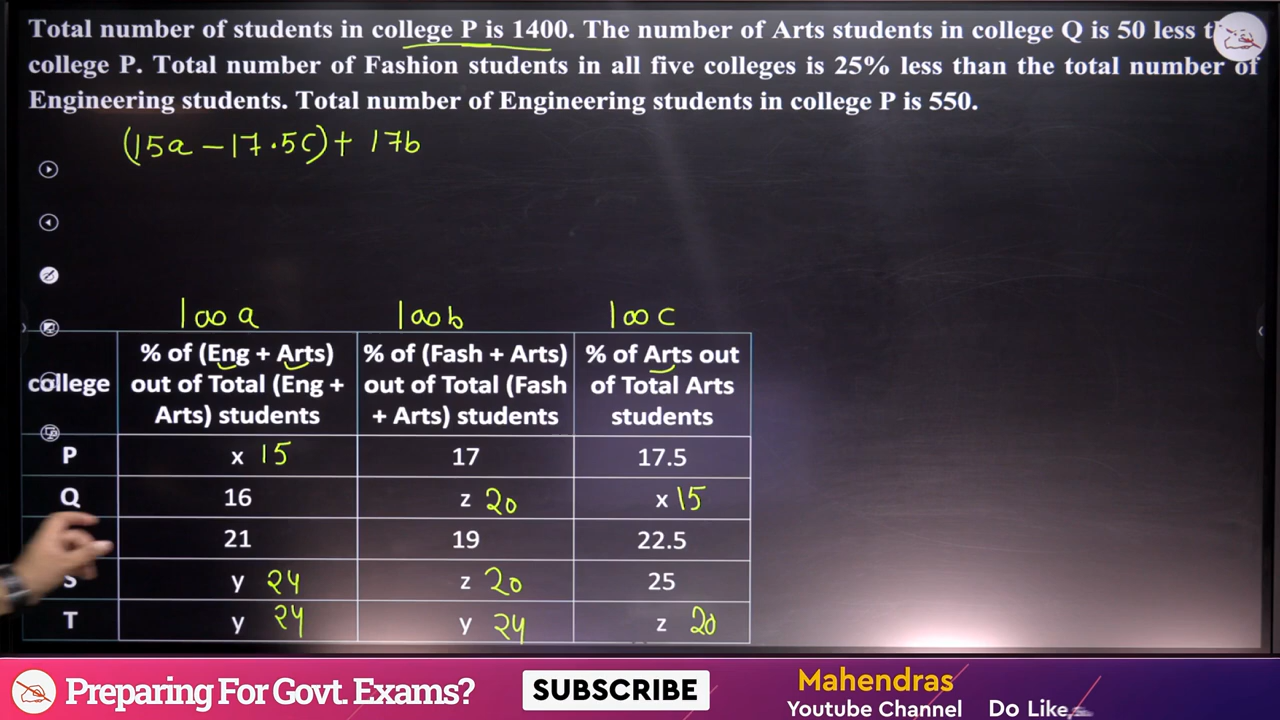 Total number of students in college P is 1400. The number of Arts students in college Q is 50 less
college P. Total number of Fashion students in all five colleges is 25% less than the total number of
Engineering students. Total number of Engineering students in college P is 550.
(15a - 17.5c) + 17b
100 a 100 b 100 c
college % of (Eng + Arts) out of Total (Eng + Arts) students % of (Fash + Arts) out of Total (Fash + Arts) students % of Arts out of Total Arts students
P x 15 17 17.5
Q 16 z 20 x 15
21 19 22.5
S y 24 z 20 25
T y 24 y 24 z 20
Preparing For Govt. Exams? SUBSCRIBE Mahendras
Youtube Channel Do Like,